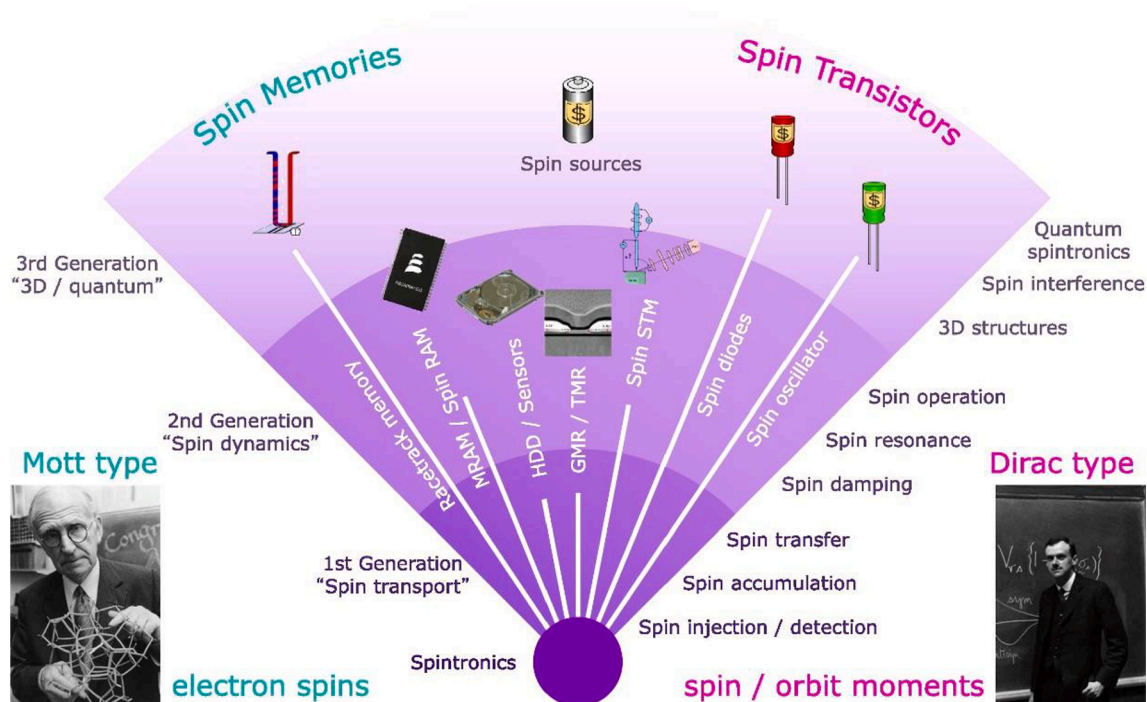 Spin Memories
Spin Transistors
Spin sources
$
$
$
3rd Generation
"3D / quantum"
2nd Generation
"Spin dynamics"
1st Generation
"Spin transport"
Spintronics
Racetrack memory
MRAM / Spin RAM
HDD / Sensors
GMR / TMR
Spin STM
Spin diodes
Spin oscillator
Quantum
spintronics
Spin interference
3D structures
Spin operation
Spin resonance
Spin damping
Spin transfer
Spin accumulation
Spin injection / detection
Mott type
electron spins
Dirac type
spin / orbit moments